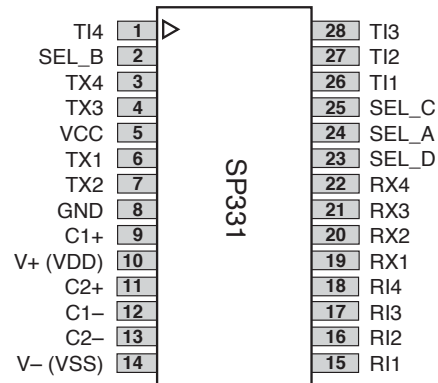 TI4 1 28 TI3
SEL_B 2 27 TI2
TX4 3 26 TI1
TX3 4 25 SEL_C
VCC 5 24 SEL_A
TX1 6 23 SEL_D
TX2 7 22 RX4
GND 8 21 RX3
C1+ 9 20 RX2
V+ (VDD) 10 19 RX1
C2+ 11 18 RI4
C1– 12 17 RI3
C2– 13 16 RI2
V– (VSS) 14 15 RI1
SP331